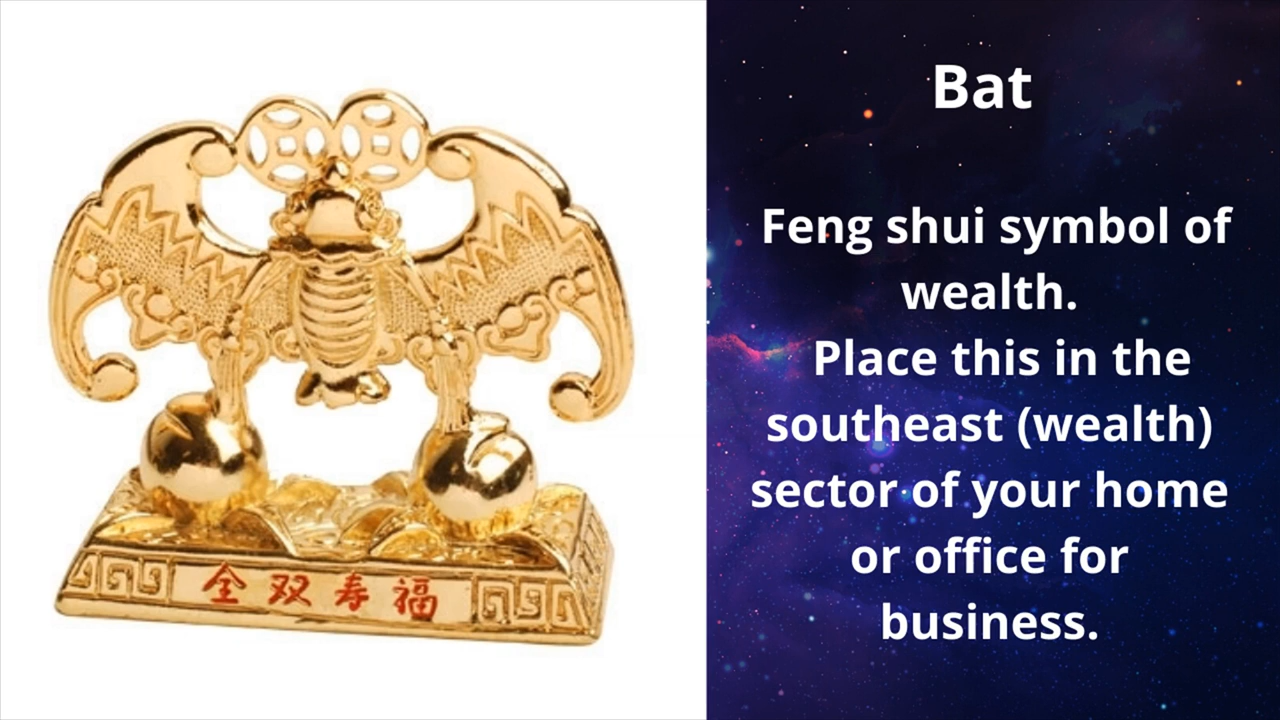 全双寿福
Bat
Feng shui symbol of
wealth.
Place this in the
southeast (wealth)
sector of your home
or office for
business.